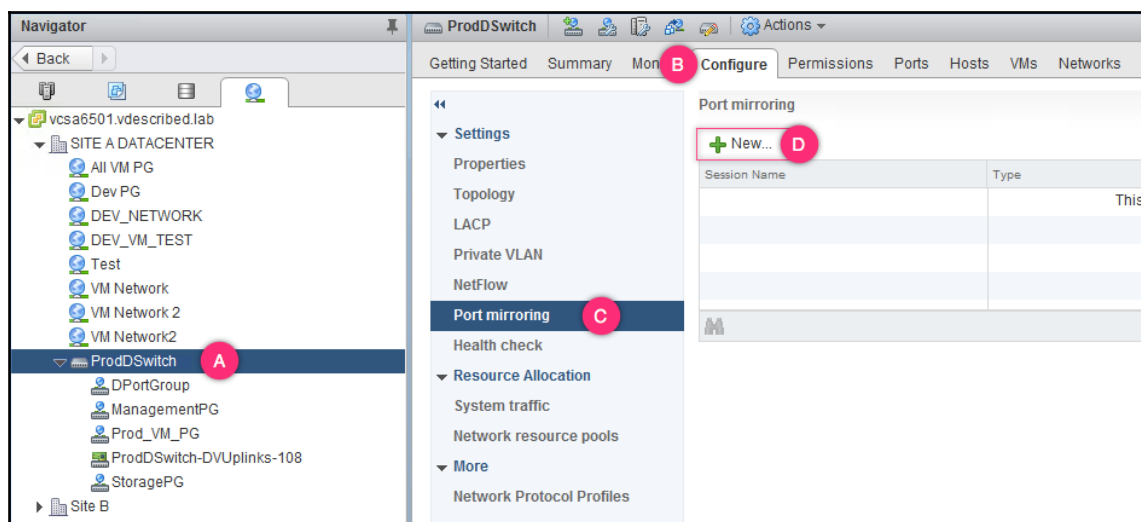 Navigator
Back
vcsa6501.vdescribed.lab
SITE A DATACENTER
All VM PG
Dev PG
DEV_NETWORK
DEV_VM_TEST
Test
VM Network
VM Network 2
VM Network2
ProdDSwitch A
DPortGroup
ManagementPG
Prod_VM_PG
ProdDSwitch-DVUplinks-108
StoragePG
Site B
ProdDSwitch Actions
Getting Started Summary Mon B Configure Permissions Ports Hosts VMs Networks
Settings
Properties
Topology
LACP
Private VLAN
NetFlow
Port mirroring C
Health check
Resource Allocation
System traffic
Network resource pools
More
Network Protocol Profiles
Port mirroring
New... D
Session Name Type
This